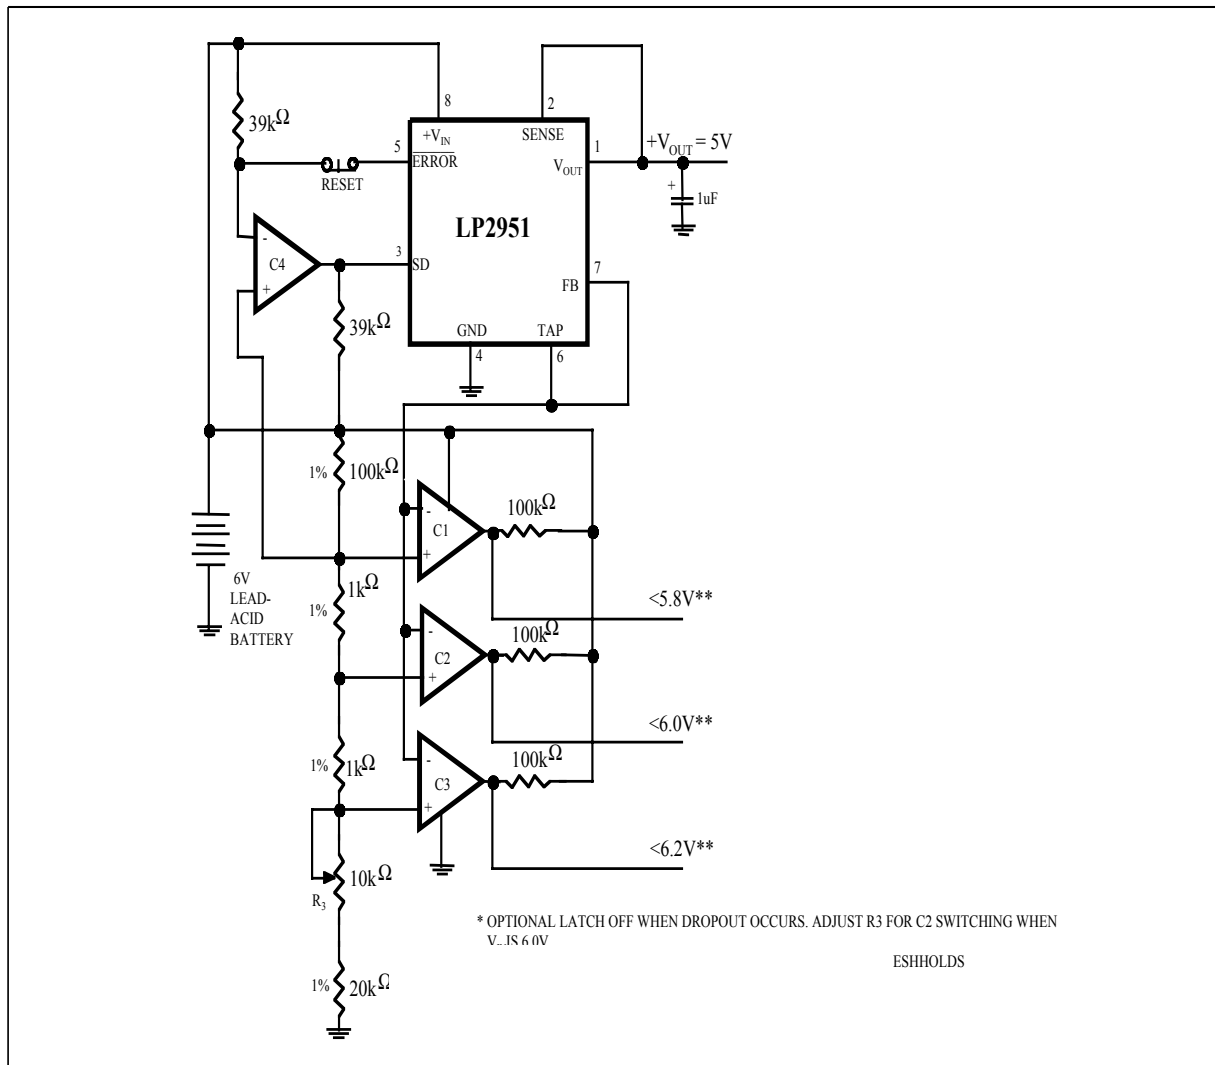 8
2
39kΩ
+V_IN
SENSE
5
ERROR
1
+V_OUT = 5V
V_OUT
RESET
+
1uF
LP2951
-
C4
+
3
SD
7
FB
39kΩ
GND
TAP
4
6
1%
100kΩ
-
C1
+
100kΩ
6V
LEAD-
ACID
BATTERY
1%
1kΩ
<5.8V**
-
C2
+
100kΩ
<6.0V**
1%
1kΩ
-
C3
+
100kΩ
<6.2V**
10kΩ
R3
* OPTIONAL LATCH OFF WHEN DROPOUT OCCURS. ADJUST R3 FOR C2 SWITCHING WHEN
IS 6.0V
ESHHOLDS
1%
20kΩ